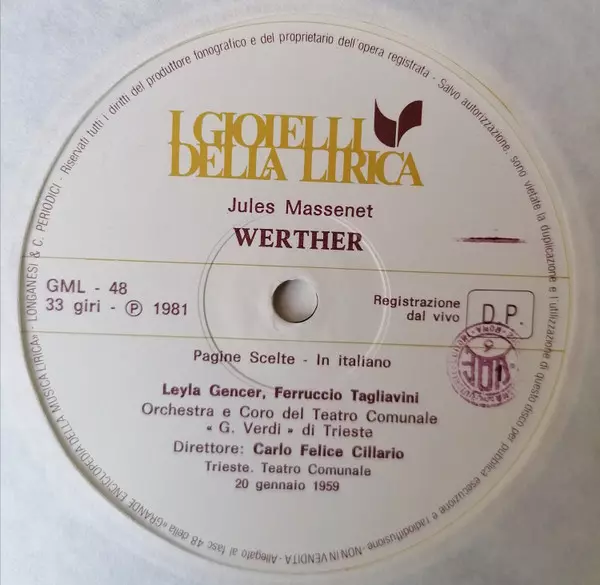 Riservati tutti i diritti del produttore fonografico e del proprietario dell'opera registrata - Salvo autorizzazione, sono vietate la duplicazione e l'utilizzazione di questo disco per pubblica esecuzione e radiodiffusione - NON IN VENDITA - Allegato al fasc 48 della «GRANDE ENCICLOPEDIA DELLA MUSICA LIRICA» - LONGANESI & C. PERIODICI -
I GIOIELLI
DELLA LIRICA
Jules Massenet
WERTHER
GML - 48
33 giri - ℗ 1981
Registrazione
dal vivo
D.P.
Pagine Scelte - In italiano
Leyla Gencer, Ferruccio Tagliavini
Orchestra e Coro del Teatro Comunale
« G. Verdi » di Trieste
Direttore: Carlo Felice Cillario
Trieste. Teatro Comunale
20 gennaio 1959